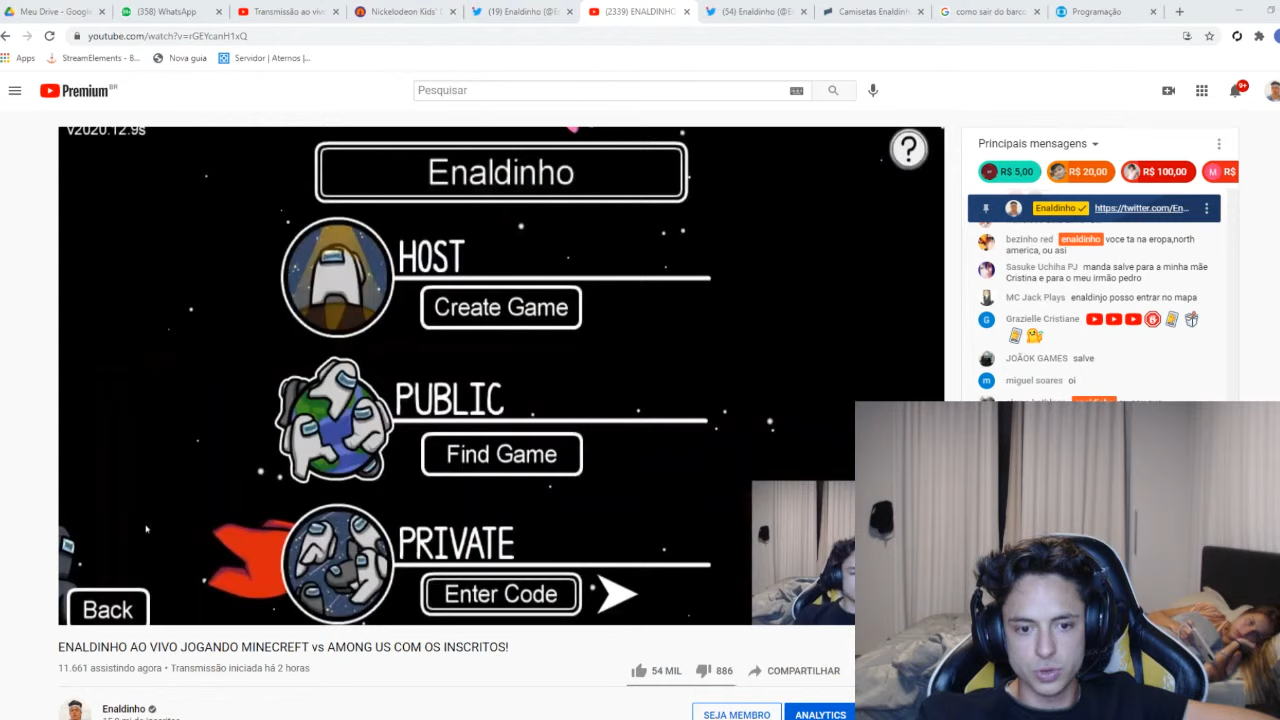 Meu Drive - Google
(358) WhatsApp
Transmissão ao viv
Nickelodeon Kids'
(19) Enaldinho (@E
(2339) ENALDINHO
(54) Enaldinho (@E
Camisetas Enaldinh
como sair do barco
Programação
youtube.com/watch?v=rGEYcanH1xQ
Apps
StreamElements - B...
Nova guia
Servidor | Aternos |...
Premium BR
Pesquisar
9+
v2020.12.9s
Enaldinho
?
HOST
Create Game
PUBLIC
Find Game
PRIVATE
Enter Code
Back
Principais mensagens
R$ 5,00
R$ 20,00
R$ 100,00
M R$
Enaldinho
https://twitter.com/En...
bezinho red enaldinho voce ta na eropa,north
america, ou asi
Sasuke Uchiha PJ manda salve para a minha mãe
Cristina e para o meu irmão pedro
MC Jack Plays enaldinjo posso entrar no mapa
G Grazielle Cristiane
JOÃOK GAMES salve
m miguel soares oi
ENALDINHO AO VIVO JOGANDO MINECREFT vs AMONG US COM OS INSCRITOS!
11.661 assistindo agora • Transmissão iniciada há 2 horas
54 MIL
886
COMPARTILHAR
Enaldinho
SEJA MEMBRO
ANALYTICS